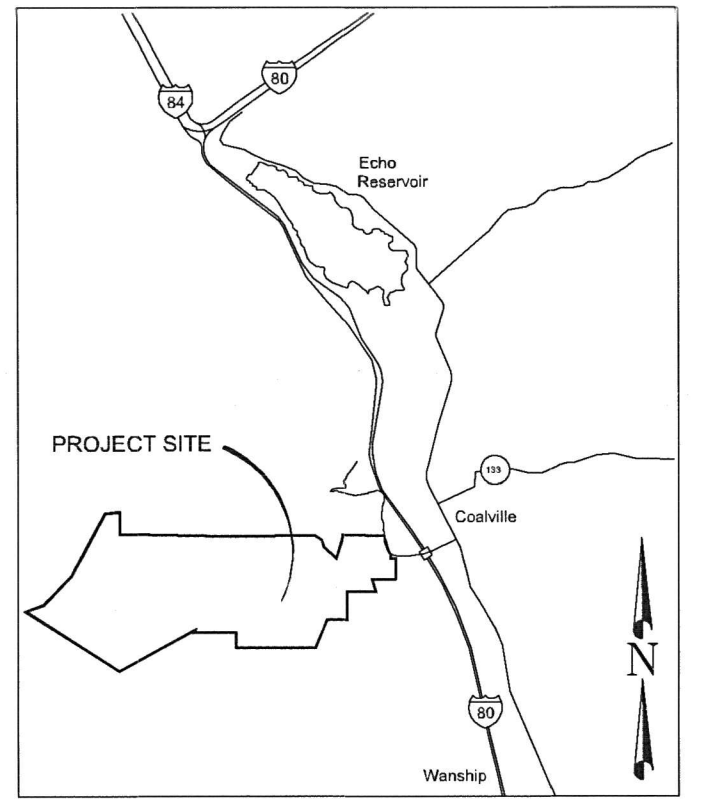 80
84
Echo
Reservoir
PROJECT SITE
133
Coalville
N
80
Wanship